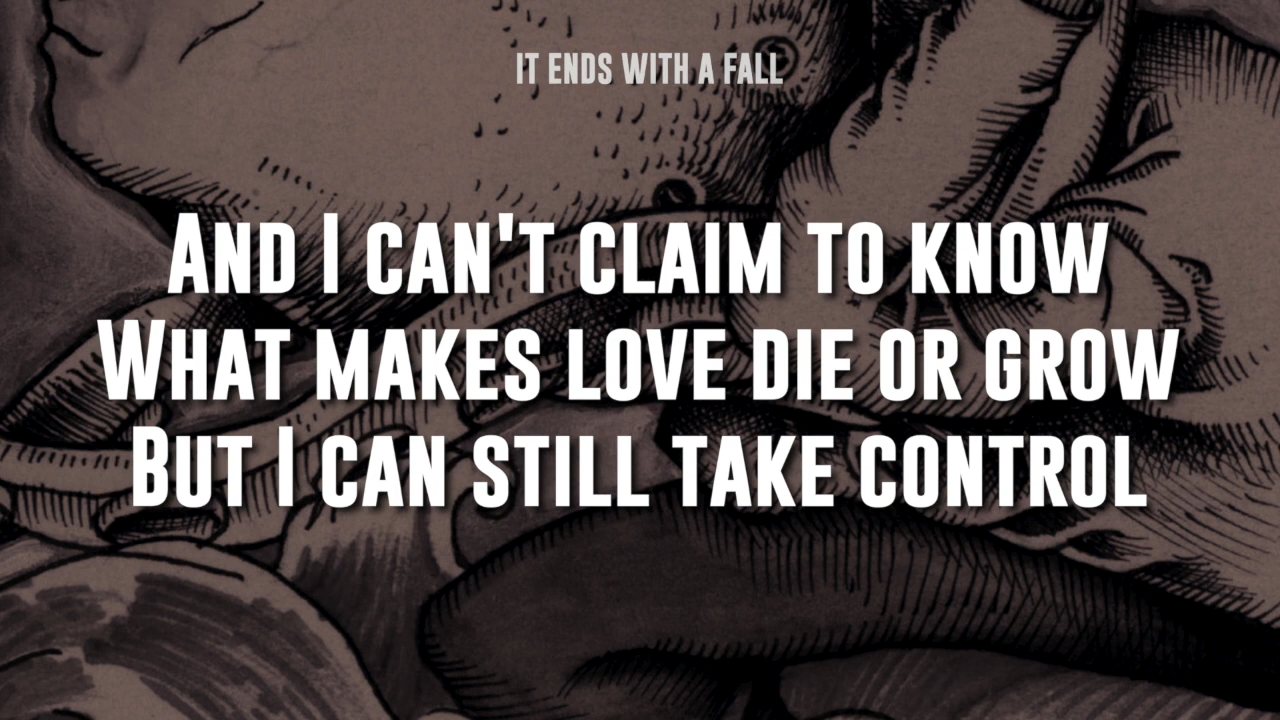 IT ENDS WITH A FALL
AND I CAN'T CLAIM TO KNOW
WHAT MAKES LOVE DIE OR GROW
BUT I CAN STILL TAKE CONTROL